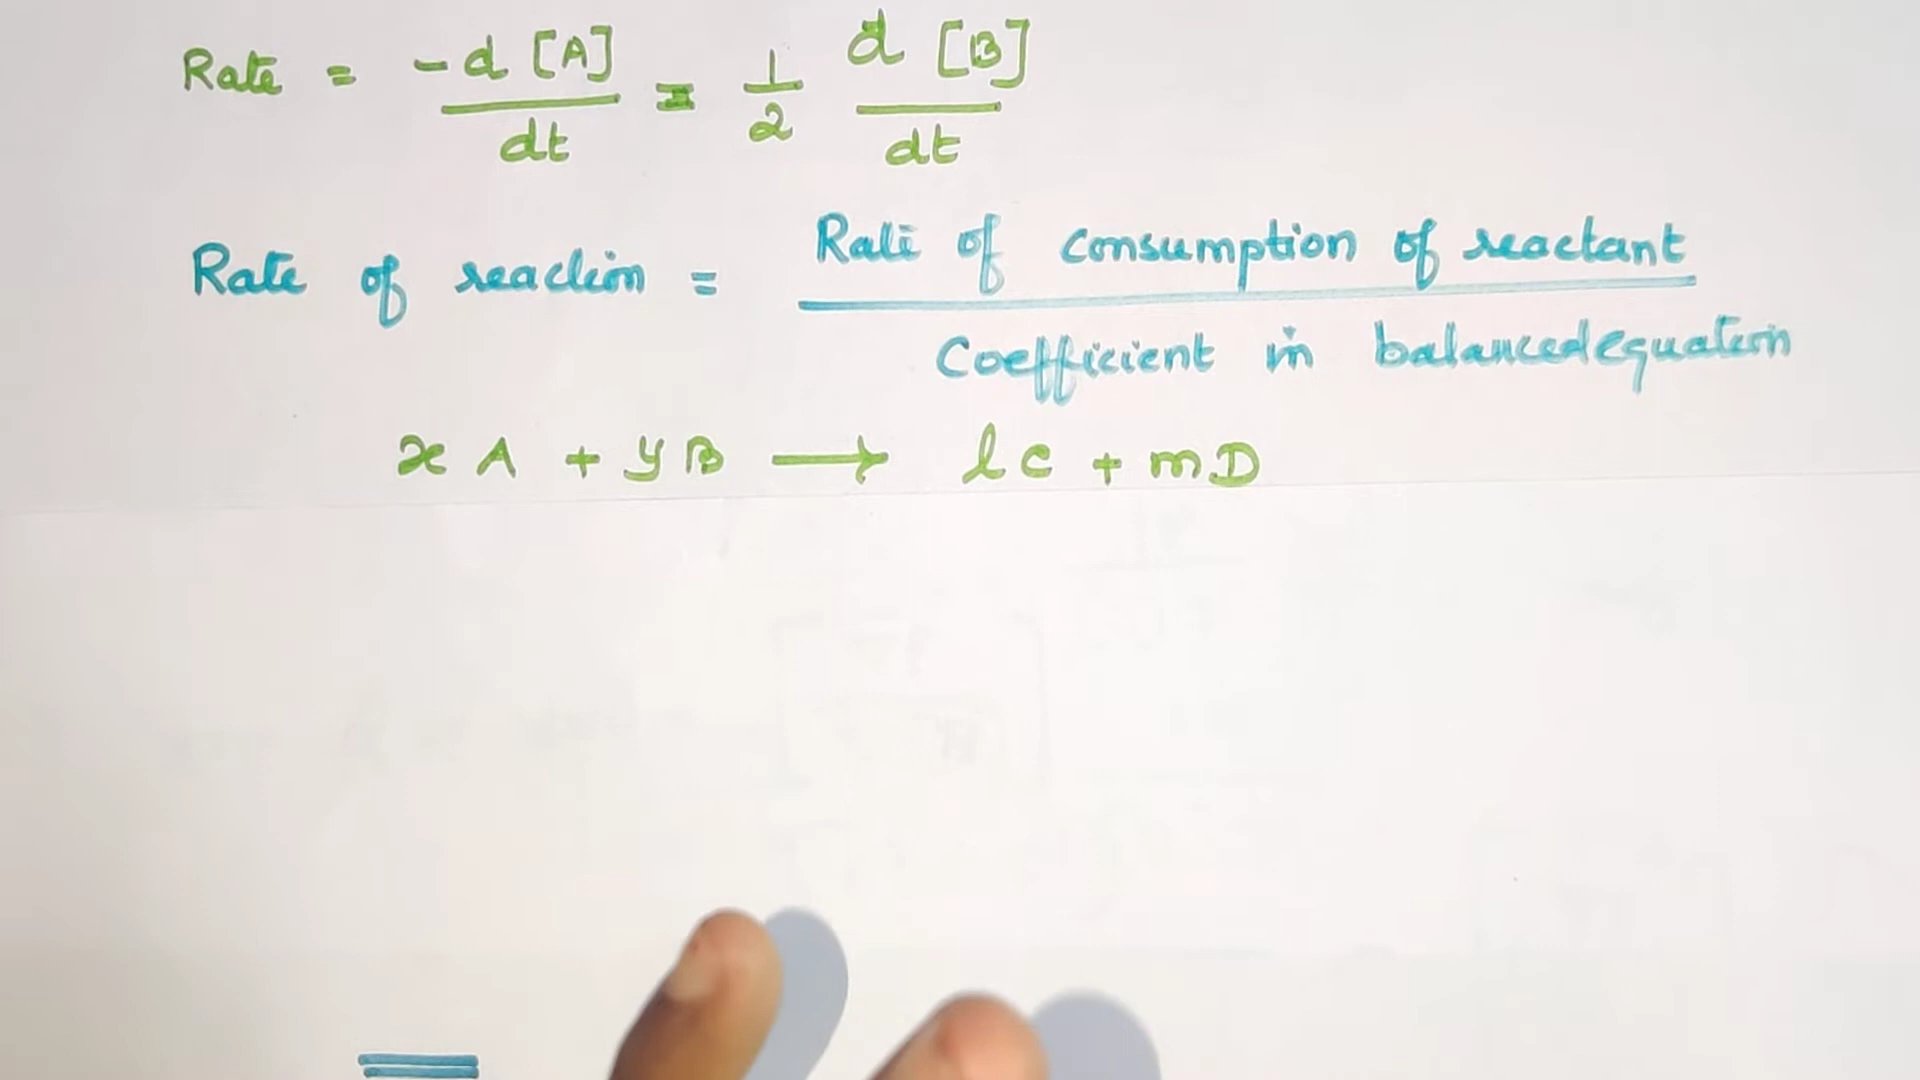 Rate = -d [A] / dt = 1/2 d [B] / dt
Rate of reaction = Rate of consumption of reactant / Coefficient in balanced equation
x A + y B → l C + m D